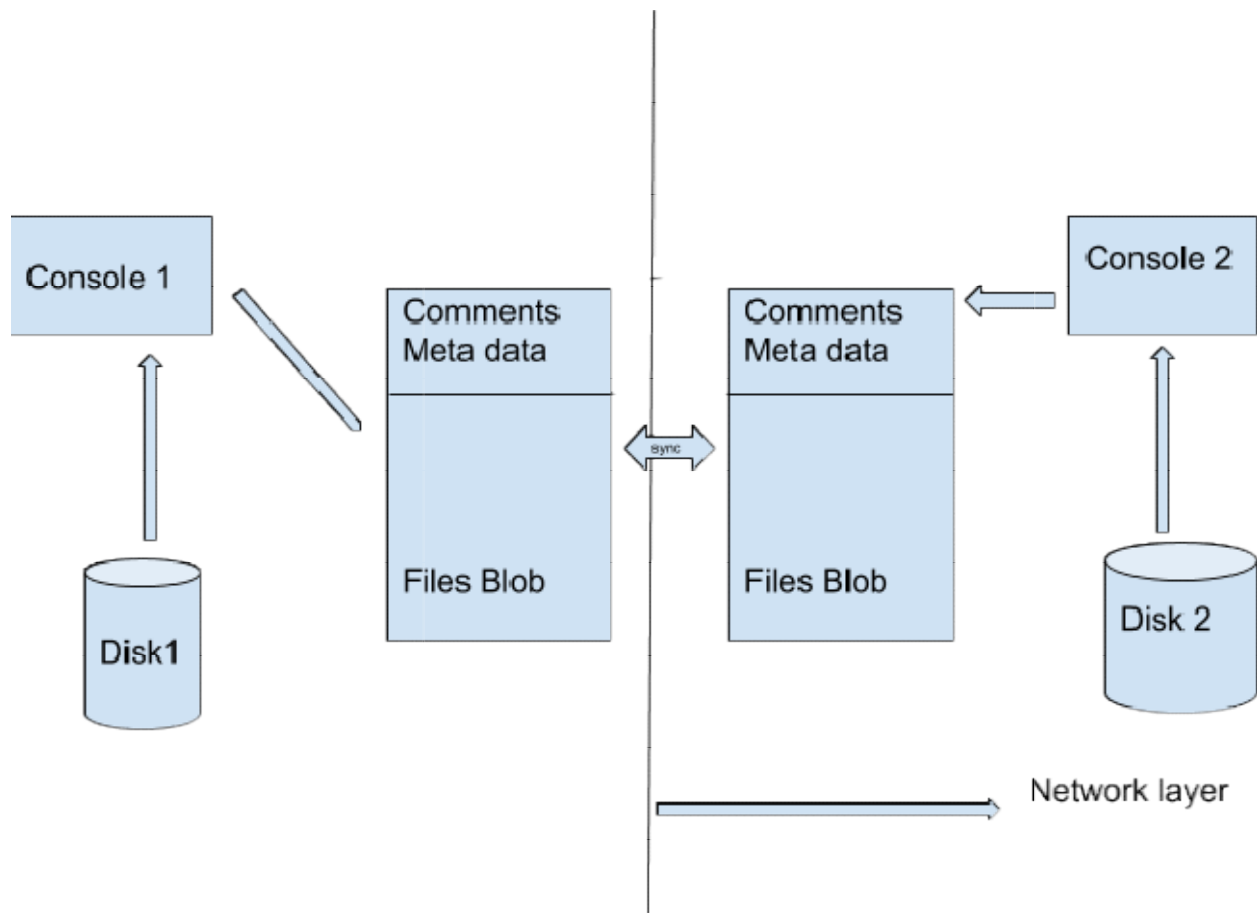 Console 1
Console 2
Comments
Meta data
Comments
Meta data
sync
Files Blob
Files Blob
Disk1
Disk 2
Network layer